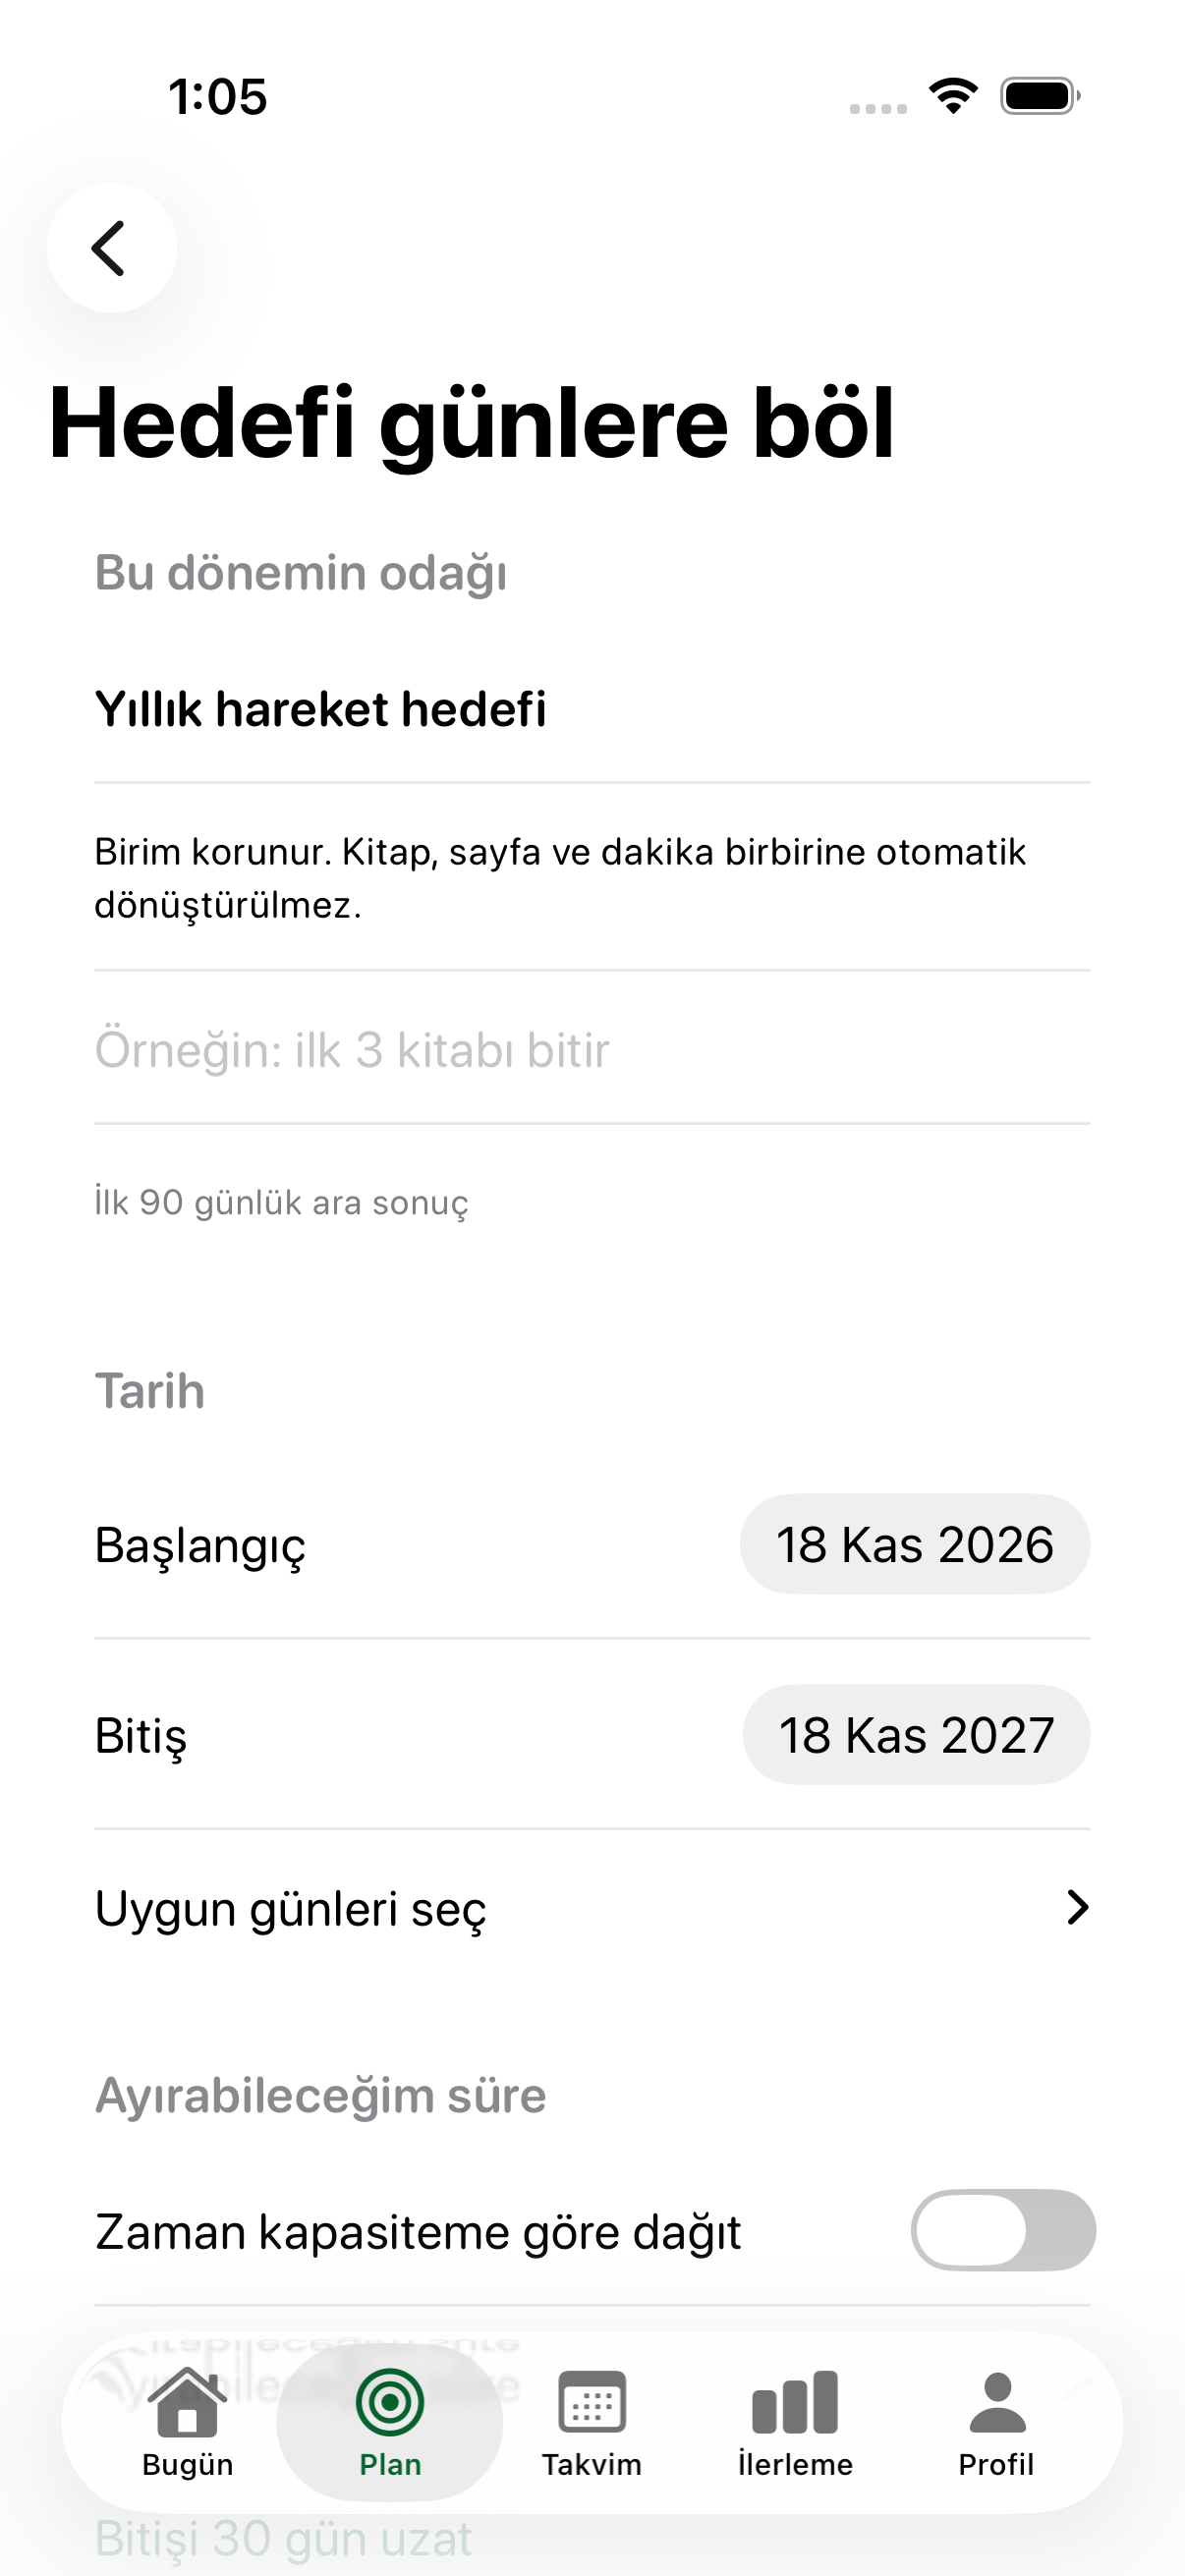 1:05
Hedefi günlere böl
Bu dönemin odağı
Yıllık hareket hedefi
Birim korunur. Kitap, sayfa ve dakika birbirine otomatik
dönüştürülmez.
Örneğin: ilk 3 kitabı bitir
İlk 90 günlük ara sonuç
Tarih
Başlangıç
18 Kas 2026
Bitiş
18 Kas 2027
Uygun günleri seç
Ayırabileceğim süre
Zaman kapasiteme göre dağıt
Bugün
Plan
Takvim
İlerleme
Profil
Bitişi 30 gün uzat